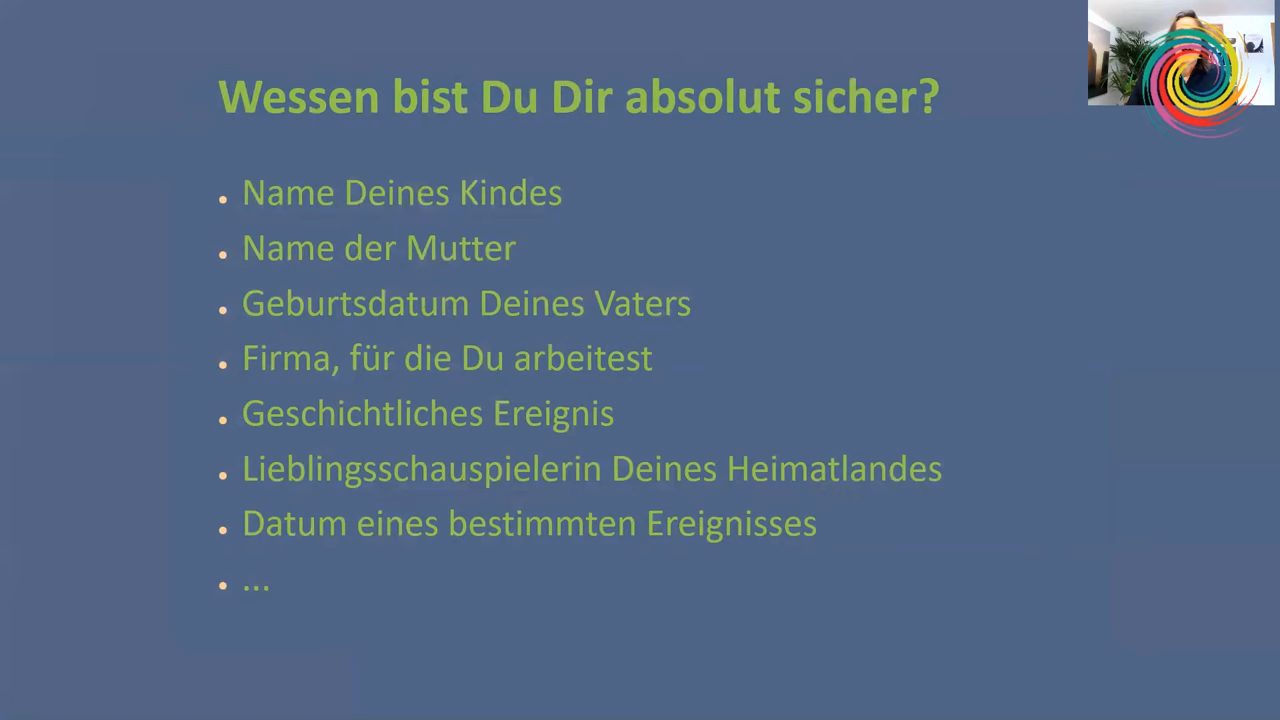 Wessen bist Du Dir absolut sicher?
• Name Deines Kindes
• Name der Mutter
• Geburtsdatum Deines Vaters
• Firma, für die Du arbeitest
• Geschichtliches Ereignis
• Lieblingsschauspielerin Deines Heimatlandes
• Datum eines bestimmten Ereignisses
• ...